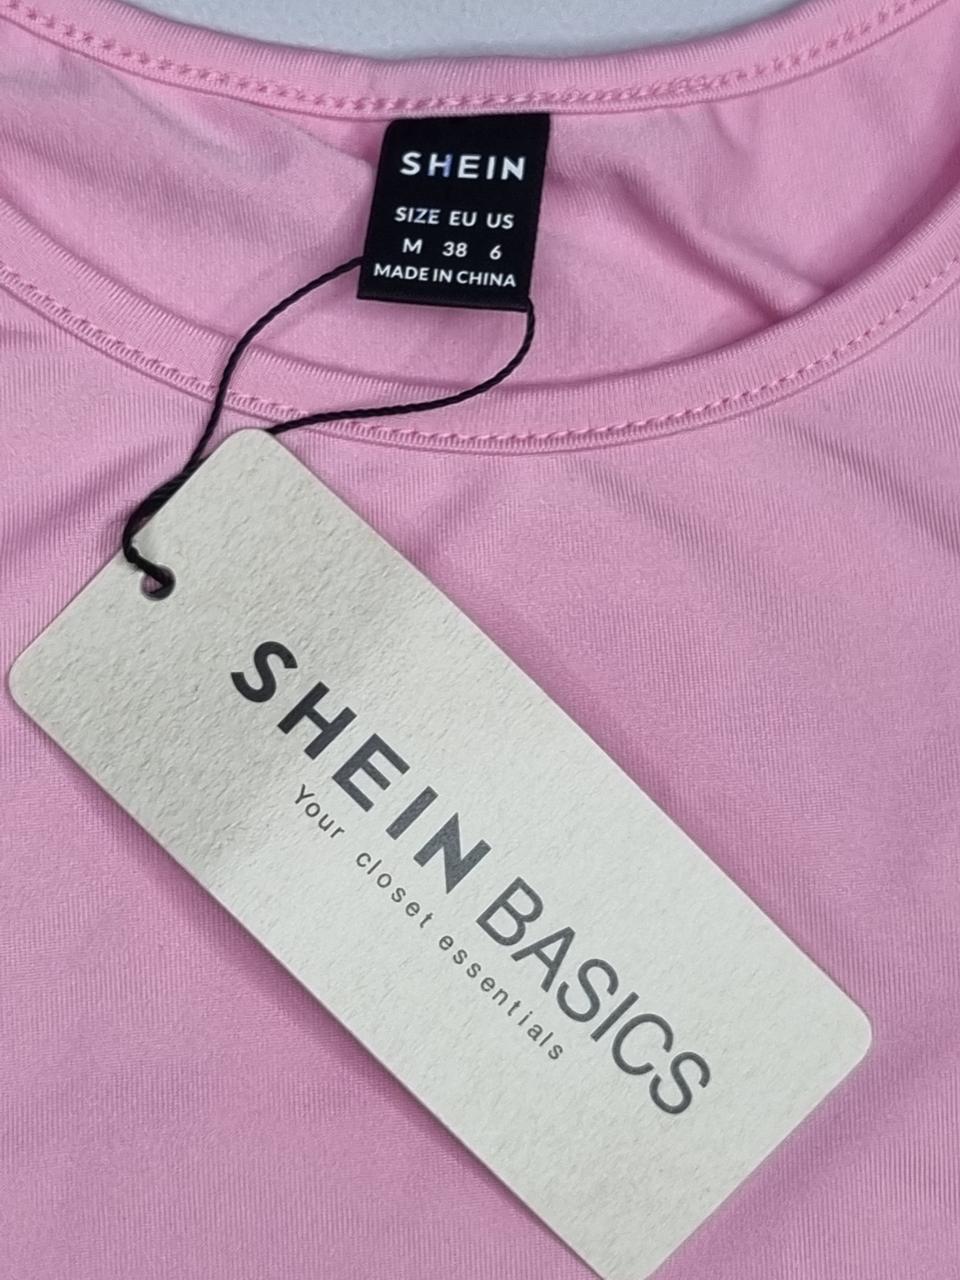 SHEIN
SIZE EU US
M 38 6
MADE IN CHINA
SHEIN BASICS
Your closet essentials